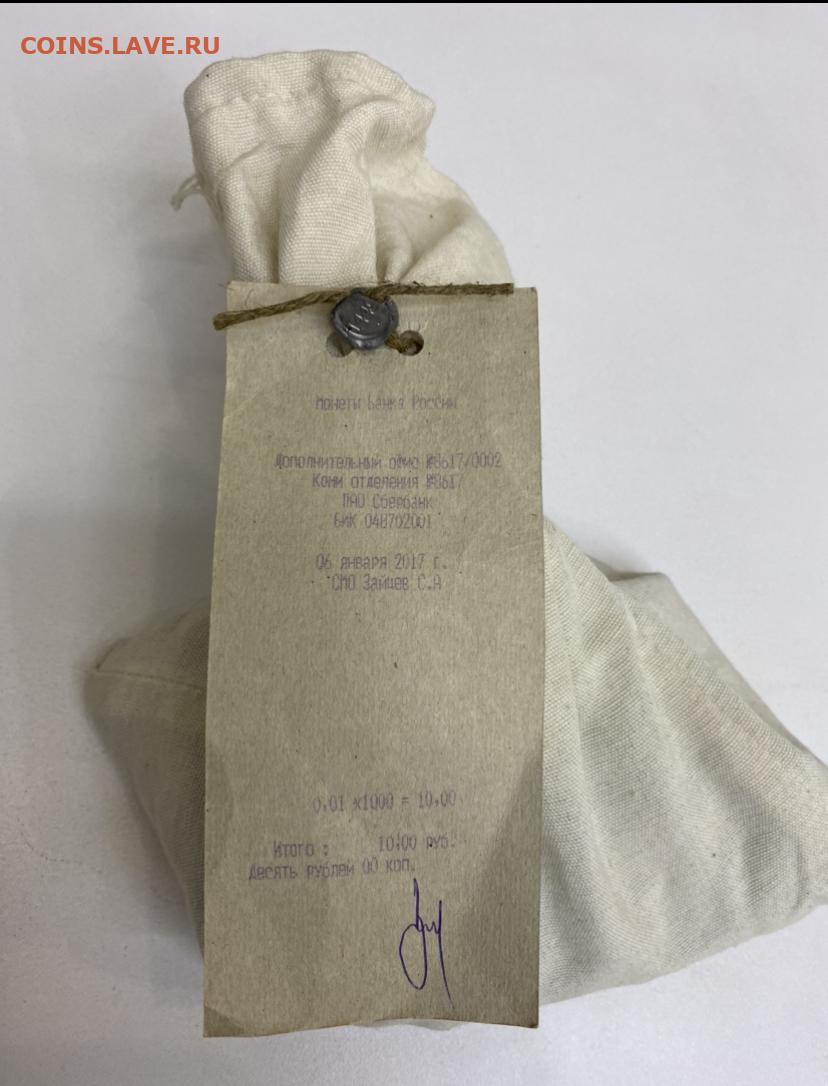 COINS.LAVE.RU
Монеты Банка России
Дополнительный офис №8617/0002
Коми отделения №8617
ПАО Сбербанк
БИК 048702001
06 января 2017 г.
СМО Зайцев С.А
0,01 x1000 = 10,00
Итого : 10:00 руб.
Десять рублей 00 коп.